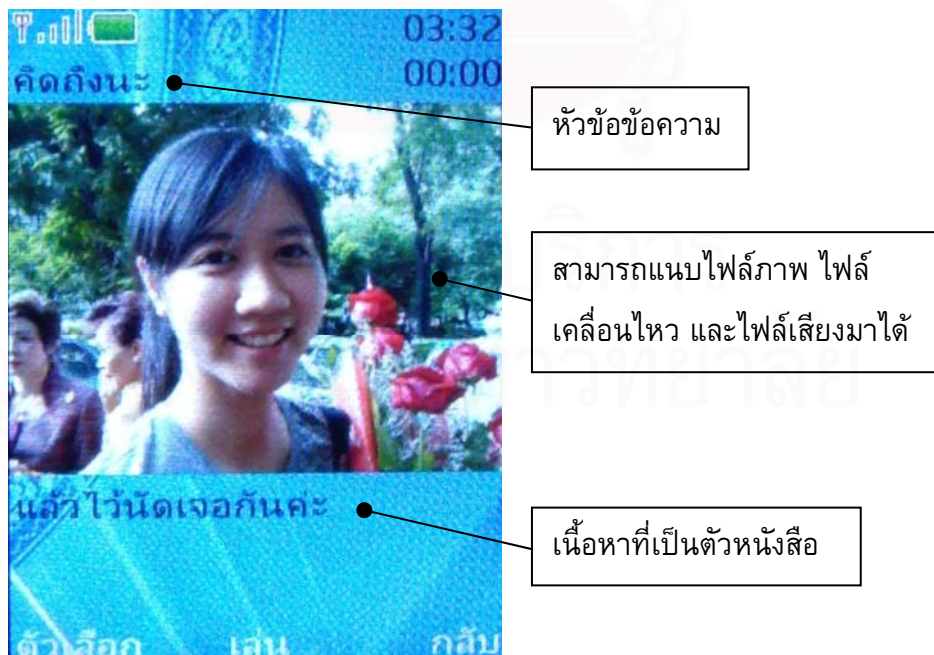 03:32
คิดถึงนะ 00:00
หัวข้อข้อความ
สามารถแนบไฟล์ภาพ ไฟล์
เคลื่อนไหว และไฟล์เสียงมาได้
บริการ
แล้วไว้นัดเจอกันค่ะ
เนื้อหาที่เป็นตัวหนังสือ
ตัวเลือก เล่น กลับ